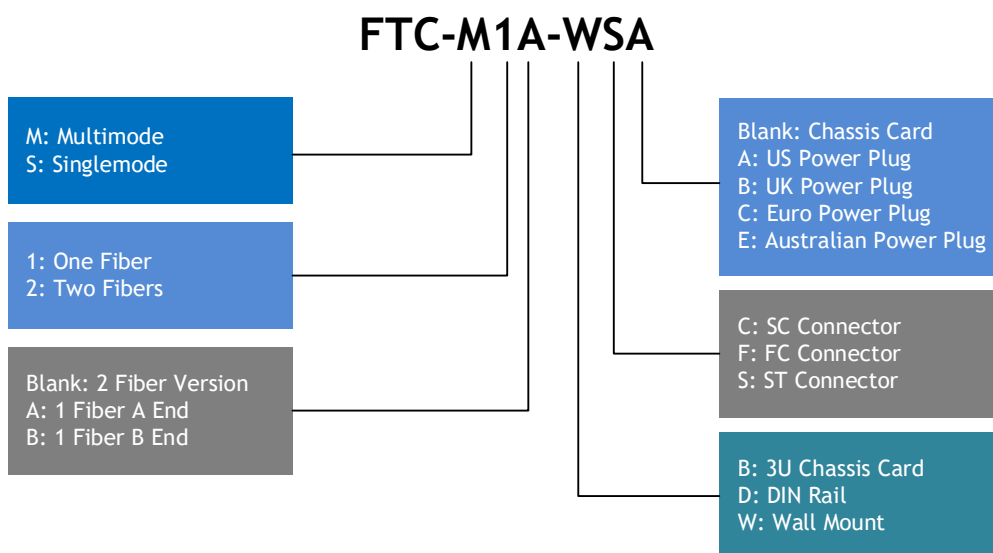 FTC-M1A-WSA
M: Multimode
S: Singlemode
1: One Fiber
2: Two Fibers
Blank: 2 Fiber Version
A: 1 Fiber A End
B: 1 Fiber B End
Blank: Chassis Card
A: US Power Plug
B: UK Power Plug
C: Euro Power Plug
E: Australian Power Plug
C: SC Connector
F: FC Connector
S: ST Connector
B: 3U Chassis Card
D: DIN Rail
W: Wall Mount